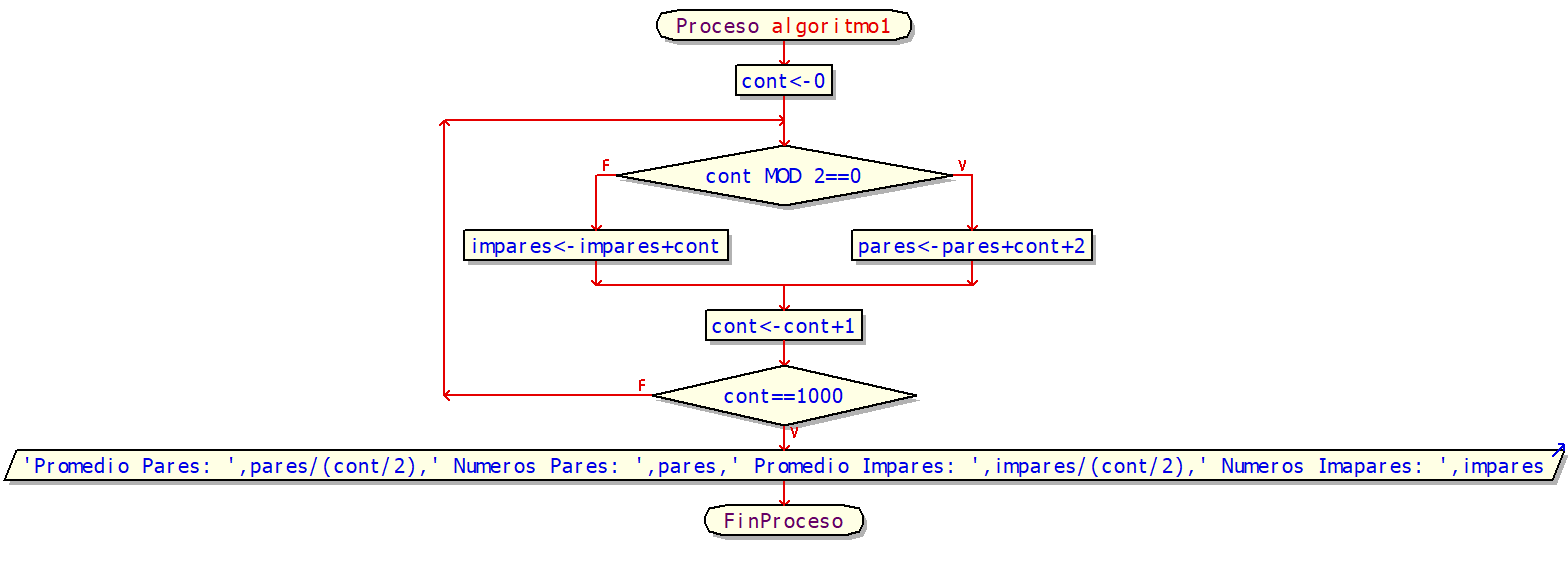 Proceso algoritmo1
cont<-0
F
V
cont MOD 2==0
impares<-impares+cont
pares<-pares+cont+2
cont<-cont+1
F
cont==1000
V
'Promedio Pares: ',pares/(cont/2),' Numeros Pares: ',pares,' Promedio Impares: ',impares/(cont/2),' Numeros Imapares: ',impares
FinProceso